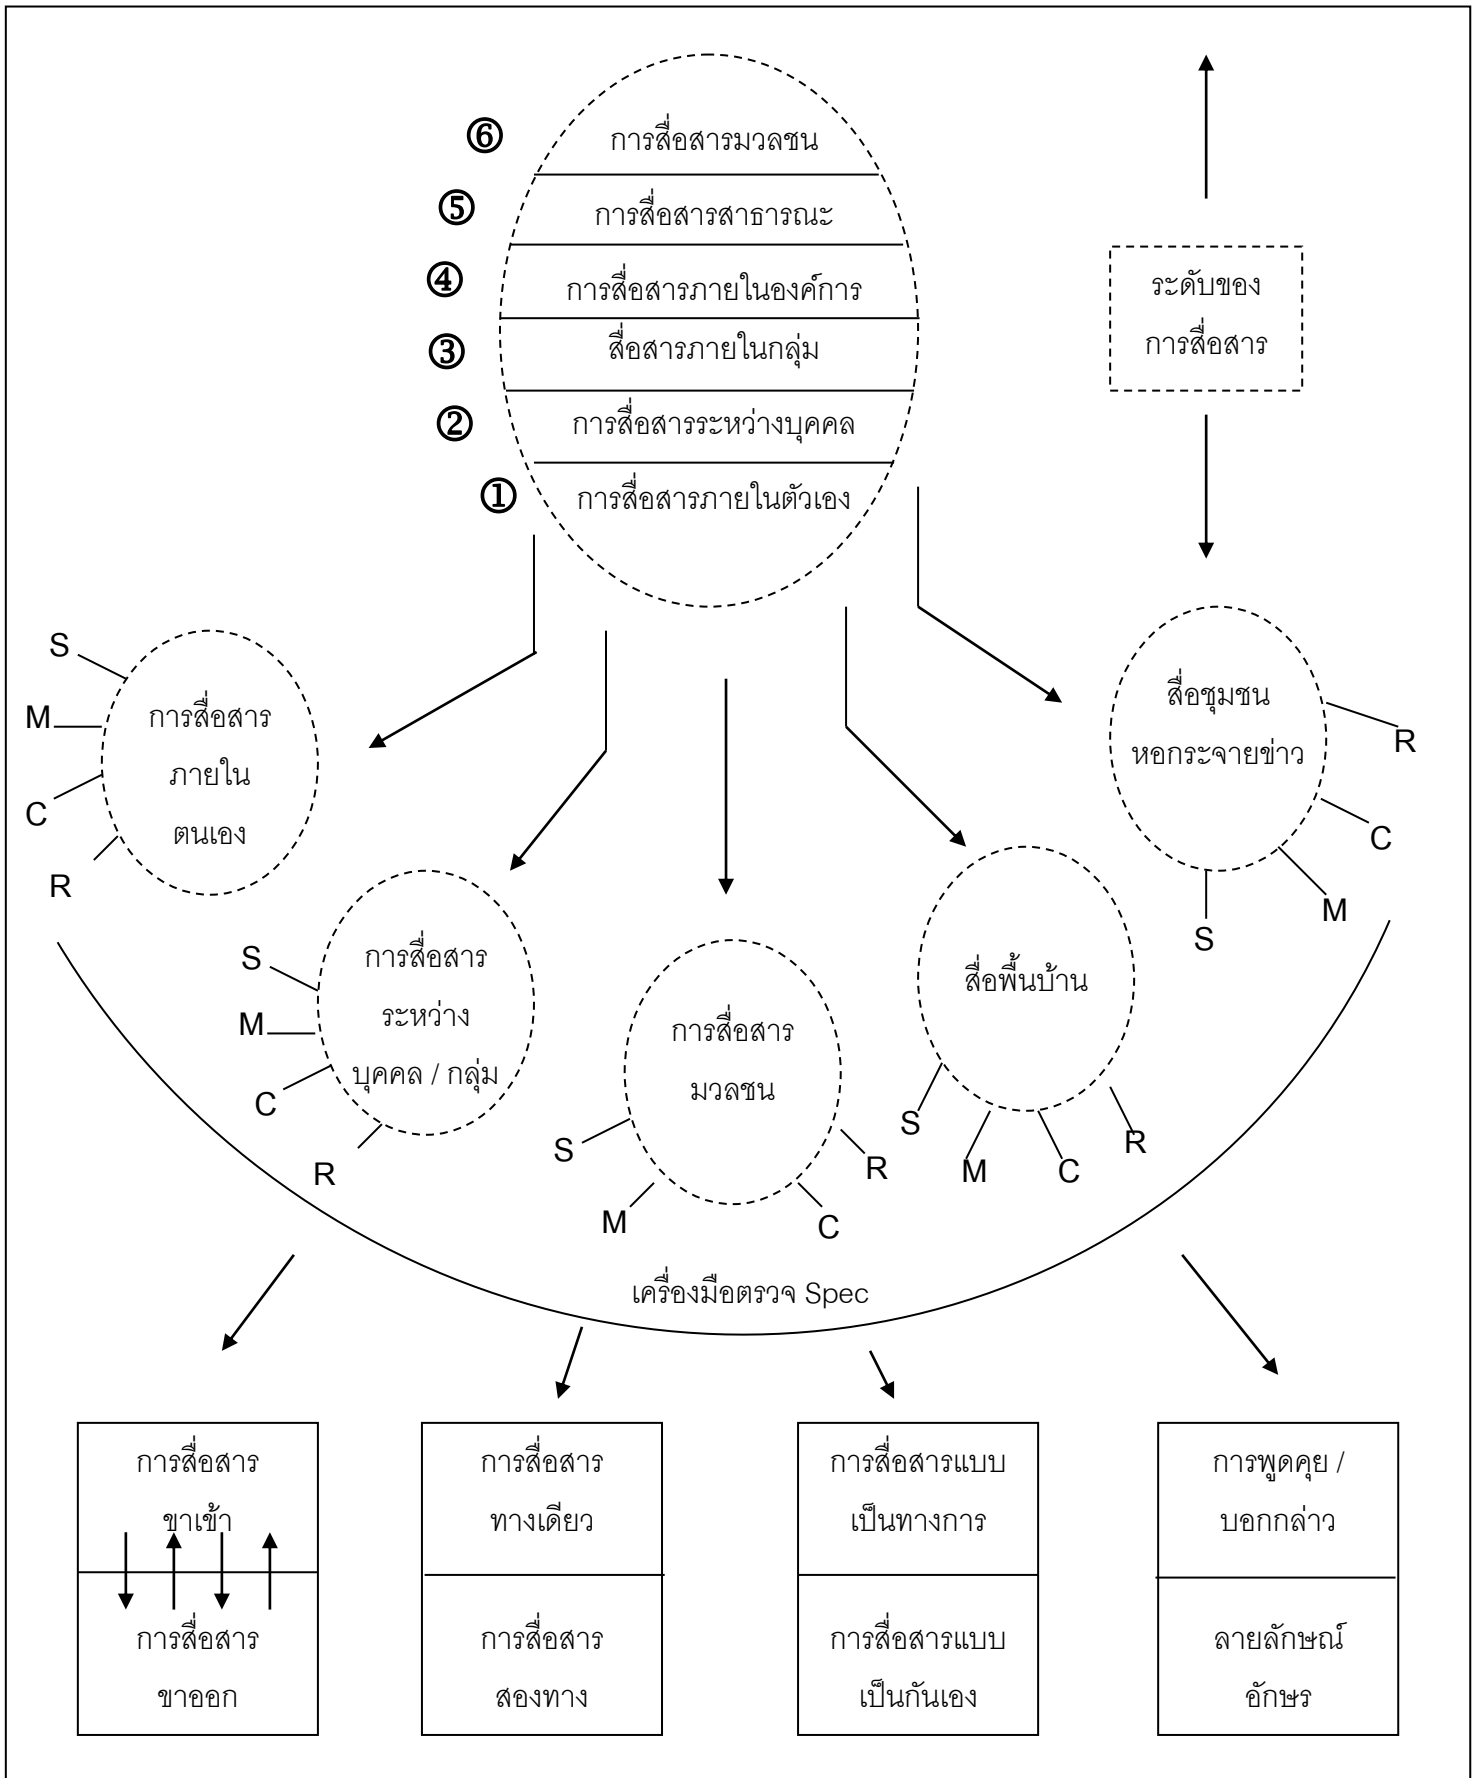 ⑥ การสื่อสารมวลชน
⑤ การสื่อสารสาธารณะ
④ การสื่อสารภายในองค์การ
③ สื่อสารภายในกลุ่ม
② การสื่อสารระหว่างบุคคล
① การสื่อสารภายในตัวเอง
ระดับของ
การสื่อสาร
S
M
C
R
การสื่อสาร
ภายใน
ตนเอง
S
M
C
R
การสื่อสาร
ระหว่าง
บุคคล / กลุ่ม
S
M
C
R
การสื่อสาร
มวลชน
S
M
C
R
สื่อพื้นบ้าน
S
M
C
R
สื่อชุมชน
หอกระจายข่าว
R
C
M
S
เครื่องมือตรวจ Spec
การสื่อสาร
ขาเข้า
การสื่อสาร
ขาออก
การสื่อสาร
ทางเดียว
การสื่อสาร
สองทาง
การสื่อสารแบบ
เป็นทางการ
การสื่อสารแบบ
เป็นกันเอง
การพูดคุย /
บอกกล่าว
ลายลักษณ์
อักษร